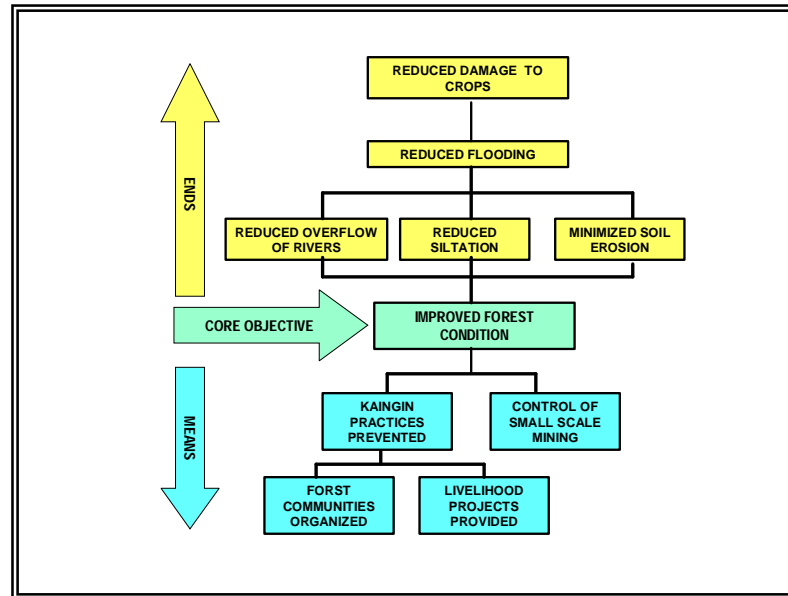 REDUCED DAMAGE TO
CROPS
REDUCED FLOODING
ENDS
REDUCED OVERFLOW
OF RIVERS
REDUCED
SILTATION
MINIMIZED SOIL
EROSION
CORE OBJECTIVE
IMPROVED FOREST
CONDITION
MEANS
KAINGIN
PRACTICES
PREVENTED
CONTROL OF
SMALL SCALE
MINING
FORST
COMMUNITIES
ORGANIZED
LIVELIHOOD
PROJECTS
PROVIDED